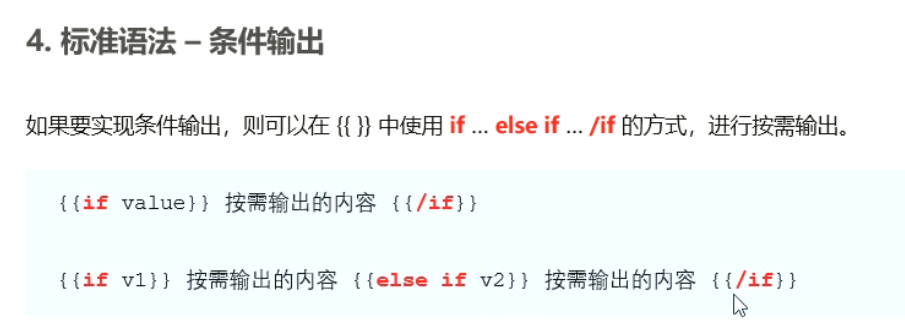 4. 标准语法 – 条件输出
如果要实现条件输出，则可以在 {{ }} 中使用 if ... else if ... /if 的方式，进行按需输出。
{{if value}} 按需输出的内容 {{/if}}
{{if v1}} 按需输出的内容 {{else if v2}} 按需输出的内容 {{/if}}